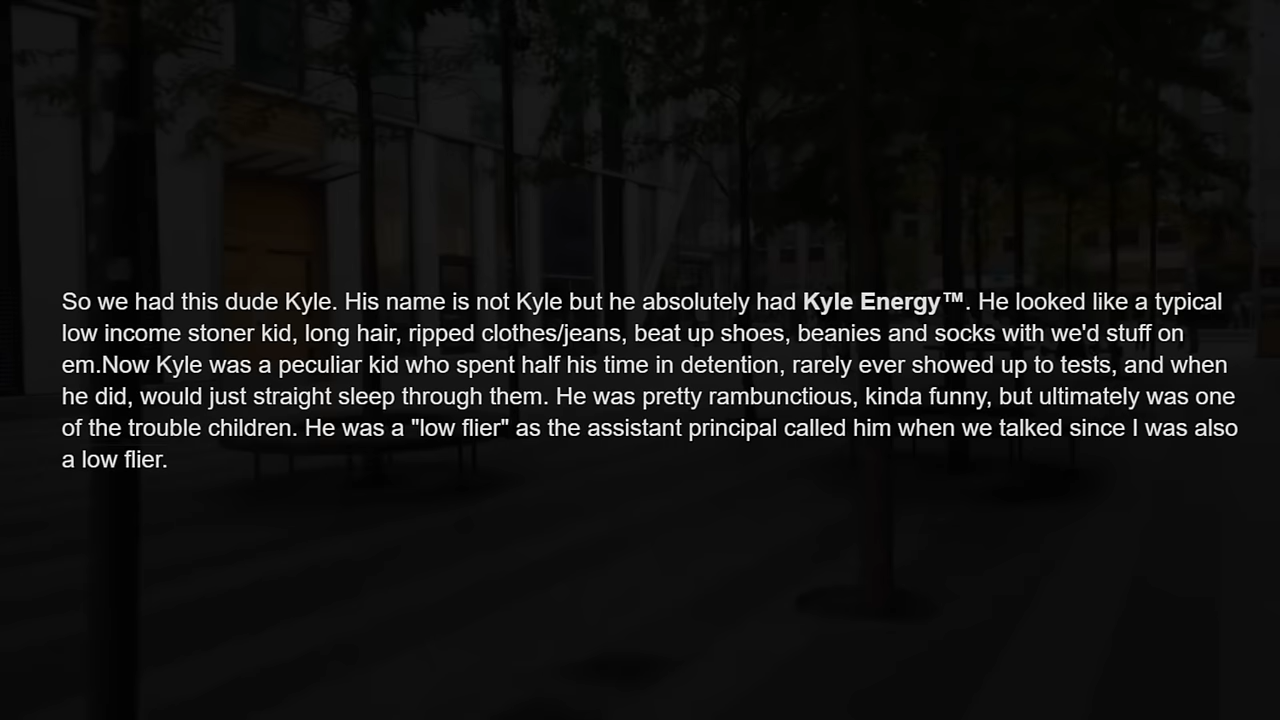 So we had this dude Kyle. His name is not Kyle but he absolutely had Kyle Energy™. He looked like a typical
low income stoner kid, long hair, ripped clothes/jeans, beat up shoes, beanies and socks with we'd stuff on
em.Now Kyle was a peculiar kid who spent half his time in detention, rarely ever showed up to tests, and when
he did, would just straight sleep through them. He was pretty rambunctious, kinda funny, but ultimately was one
of the trouble children. He was a "low flier" as the assistant principal called him when we talked since I was also
a low flier.